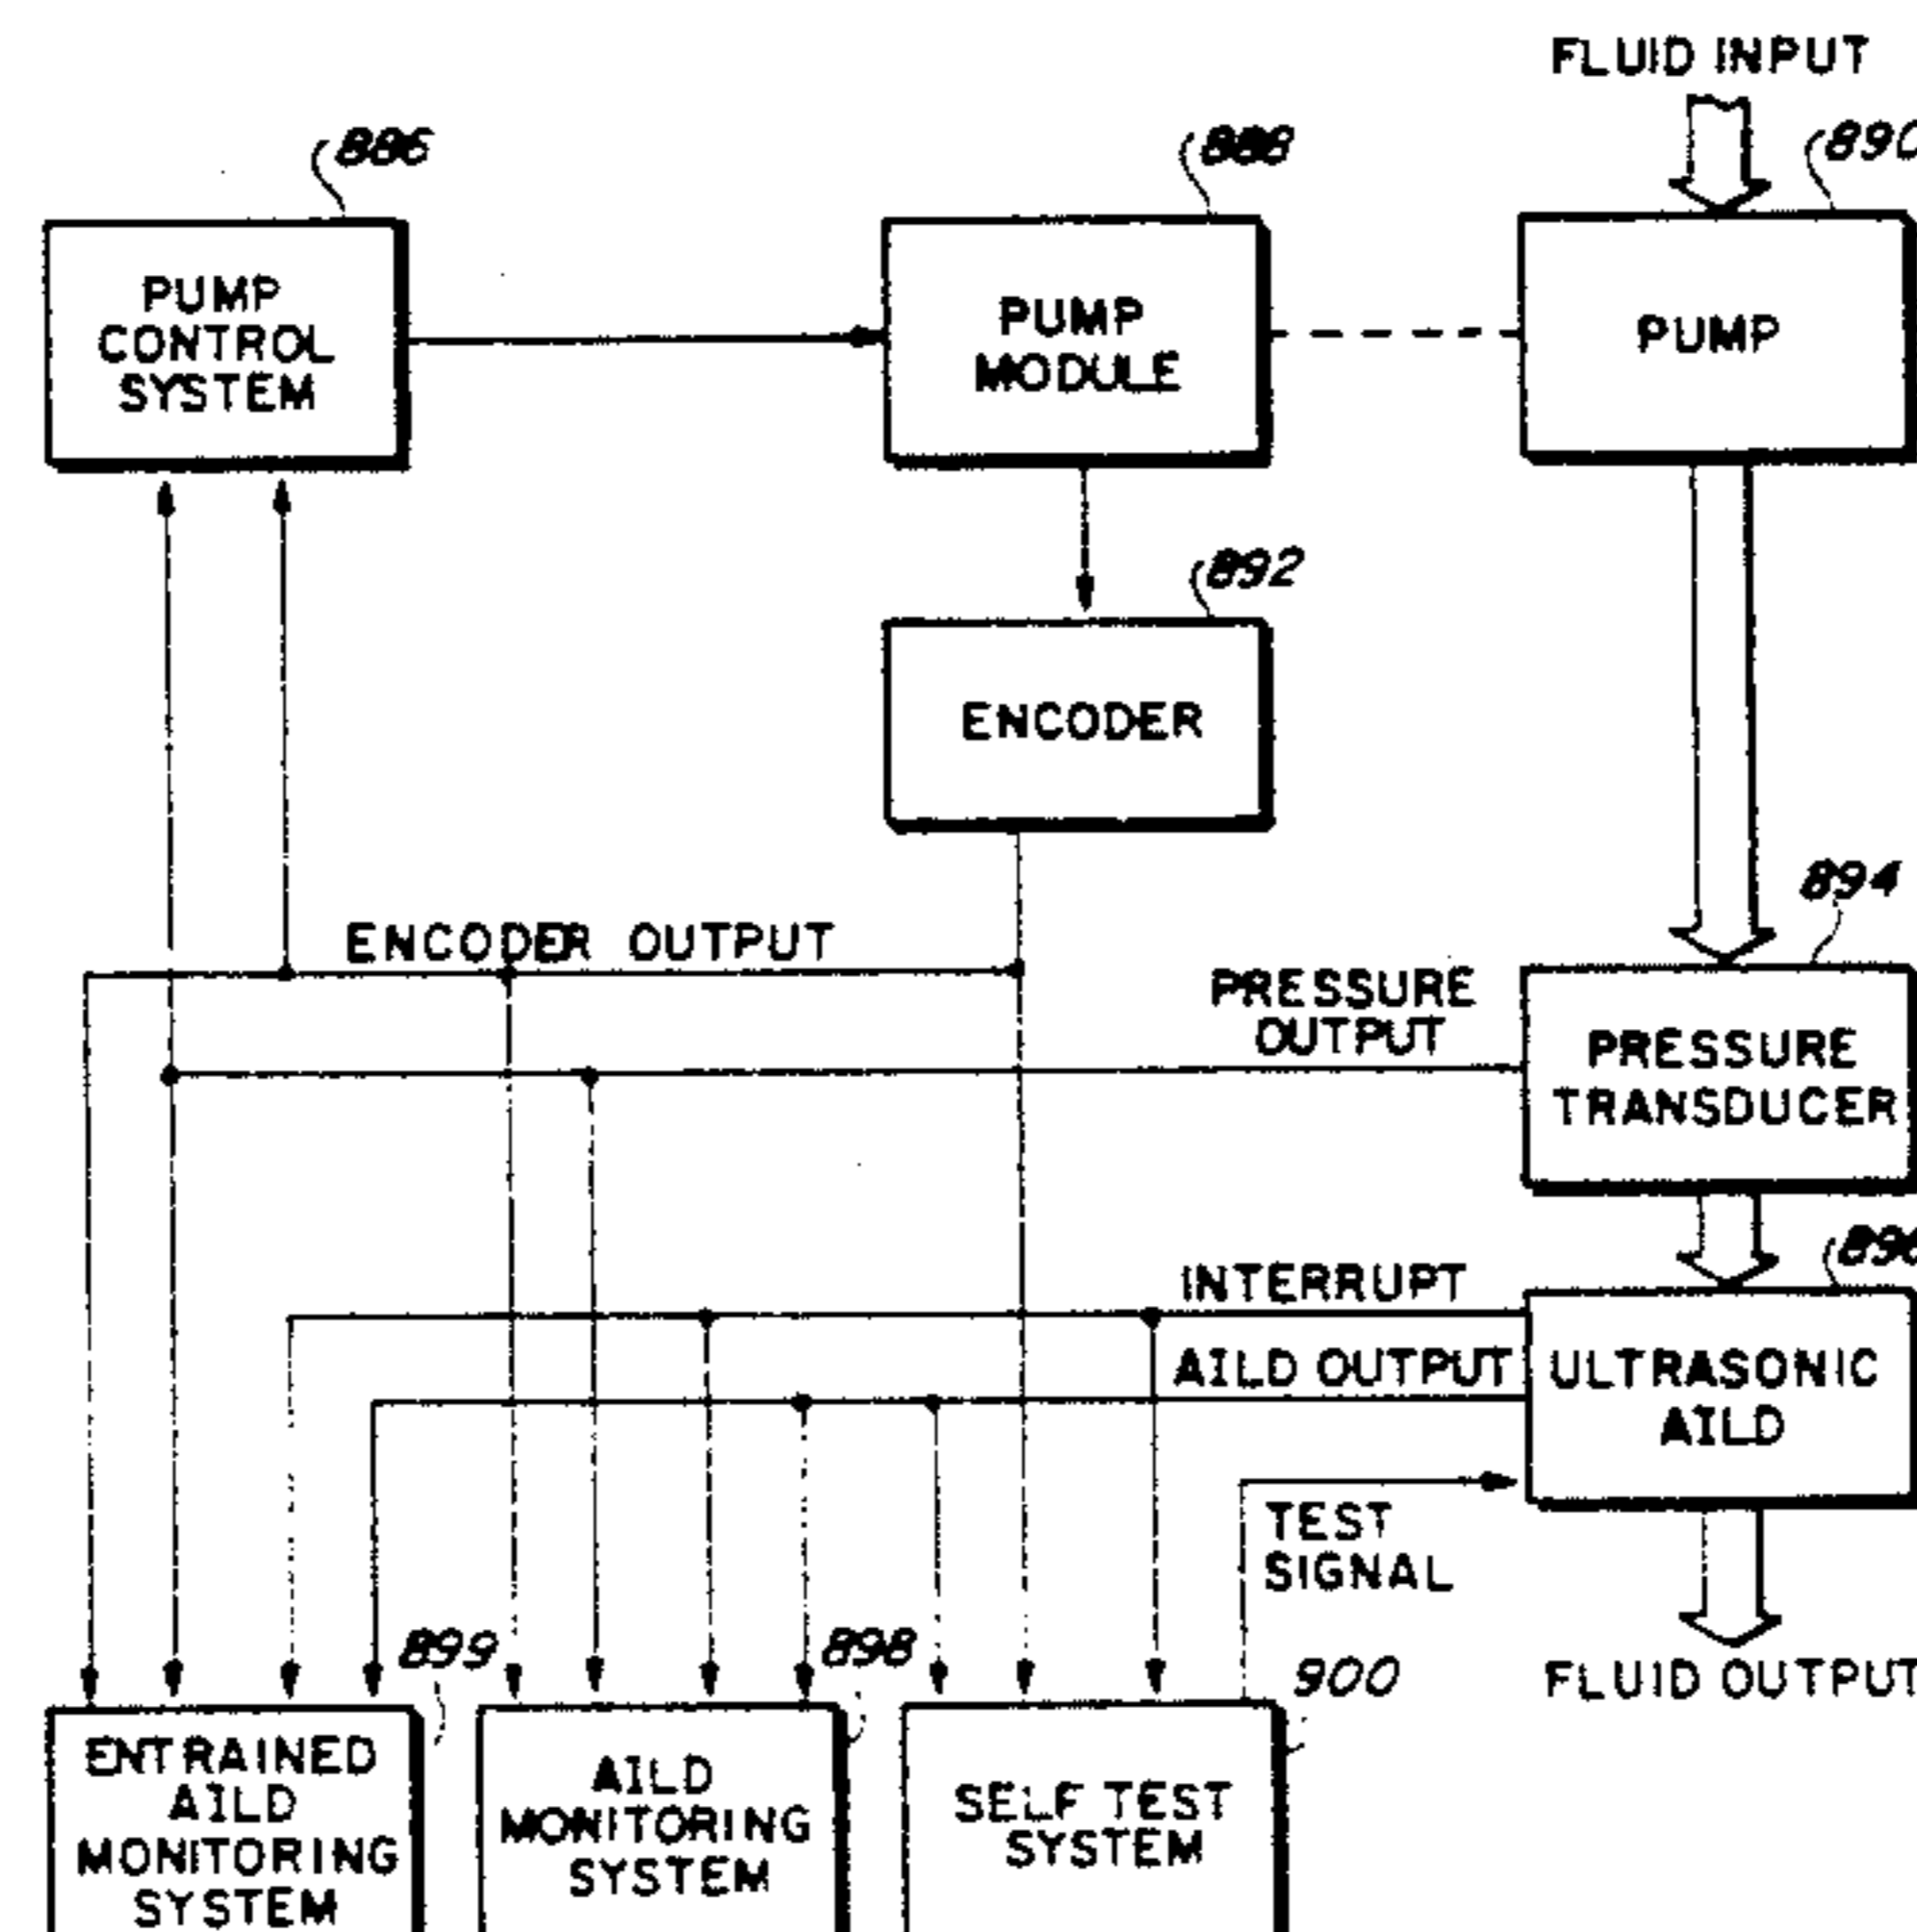 FLUID INPUT
886
888
890
PUMP
CONTROL
SYSTEM
PUMP
MODULE
PUMP
892
ENCODER
894
ENCODER OUTPUT
PRESSURE
OUTPUT
PRESSURE
TRANSDUCER
896
INTERRUPT
AILD OUTPUT
ULTRASONIC
AILD
TEST
SIGNAL
899
898
900
FLUID OUTPUT
ENTRAINED
AILD
MONITORING
SYSTEM
AILD
MONITORING
SYSTEM
SELF TEST
SYSTEM